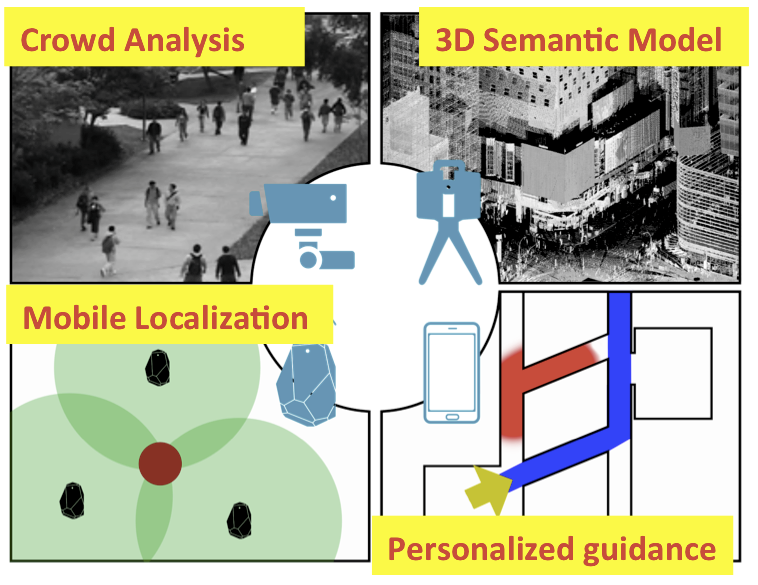 Crowd Analysis
3D Semantic Model
Mobile Localization
Personalized guidance